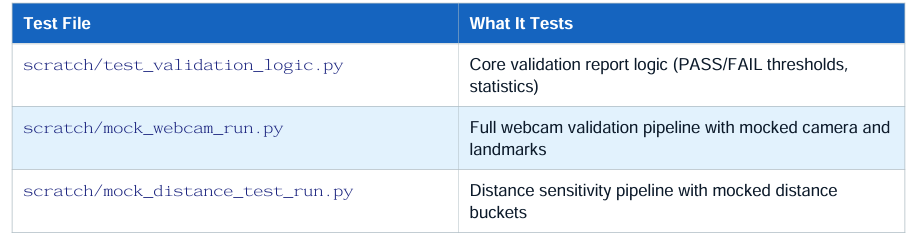 Test File
What It Tests
scratch/test_validation_logic.py
Core validation report logic (PASS/FAIL thresholds,
statistics)
scratch/mock_webcam_run.py
Full webcam validation pipeline with mocked camera and
landmarks
scratch/mock_distance_test_run.py
Distance sensitivity pipeline with mocked distance
buckets